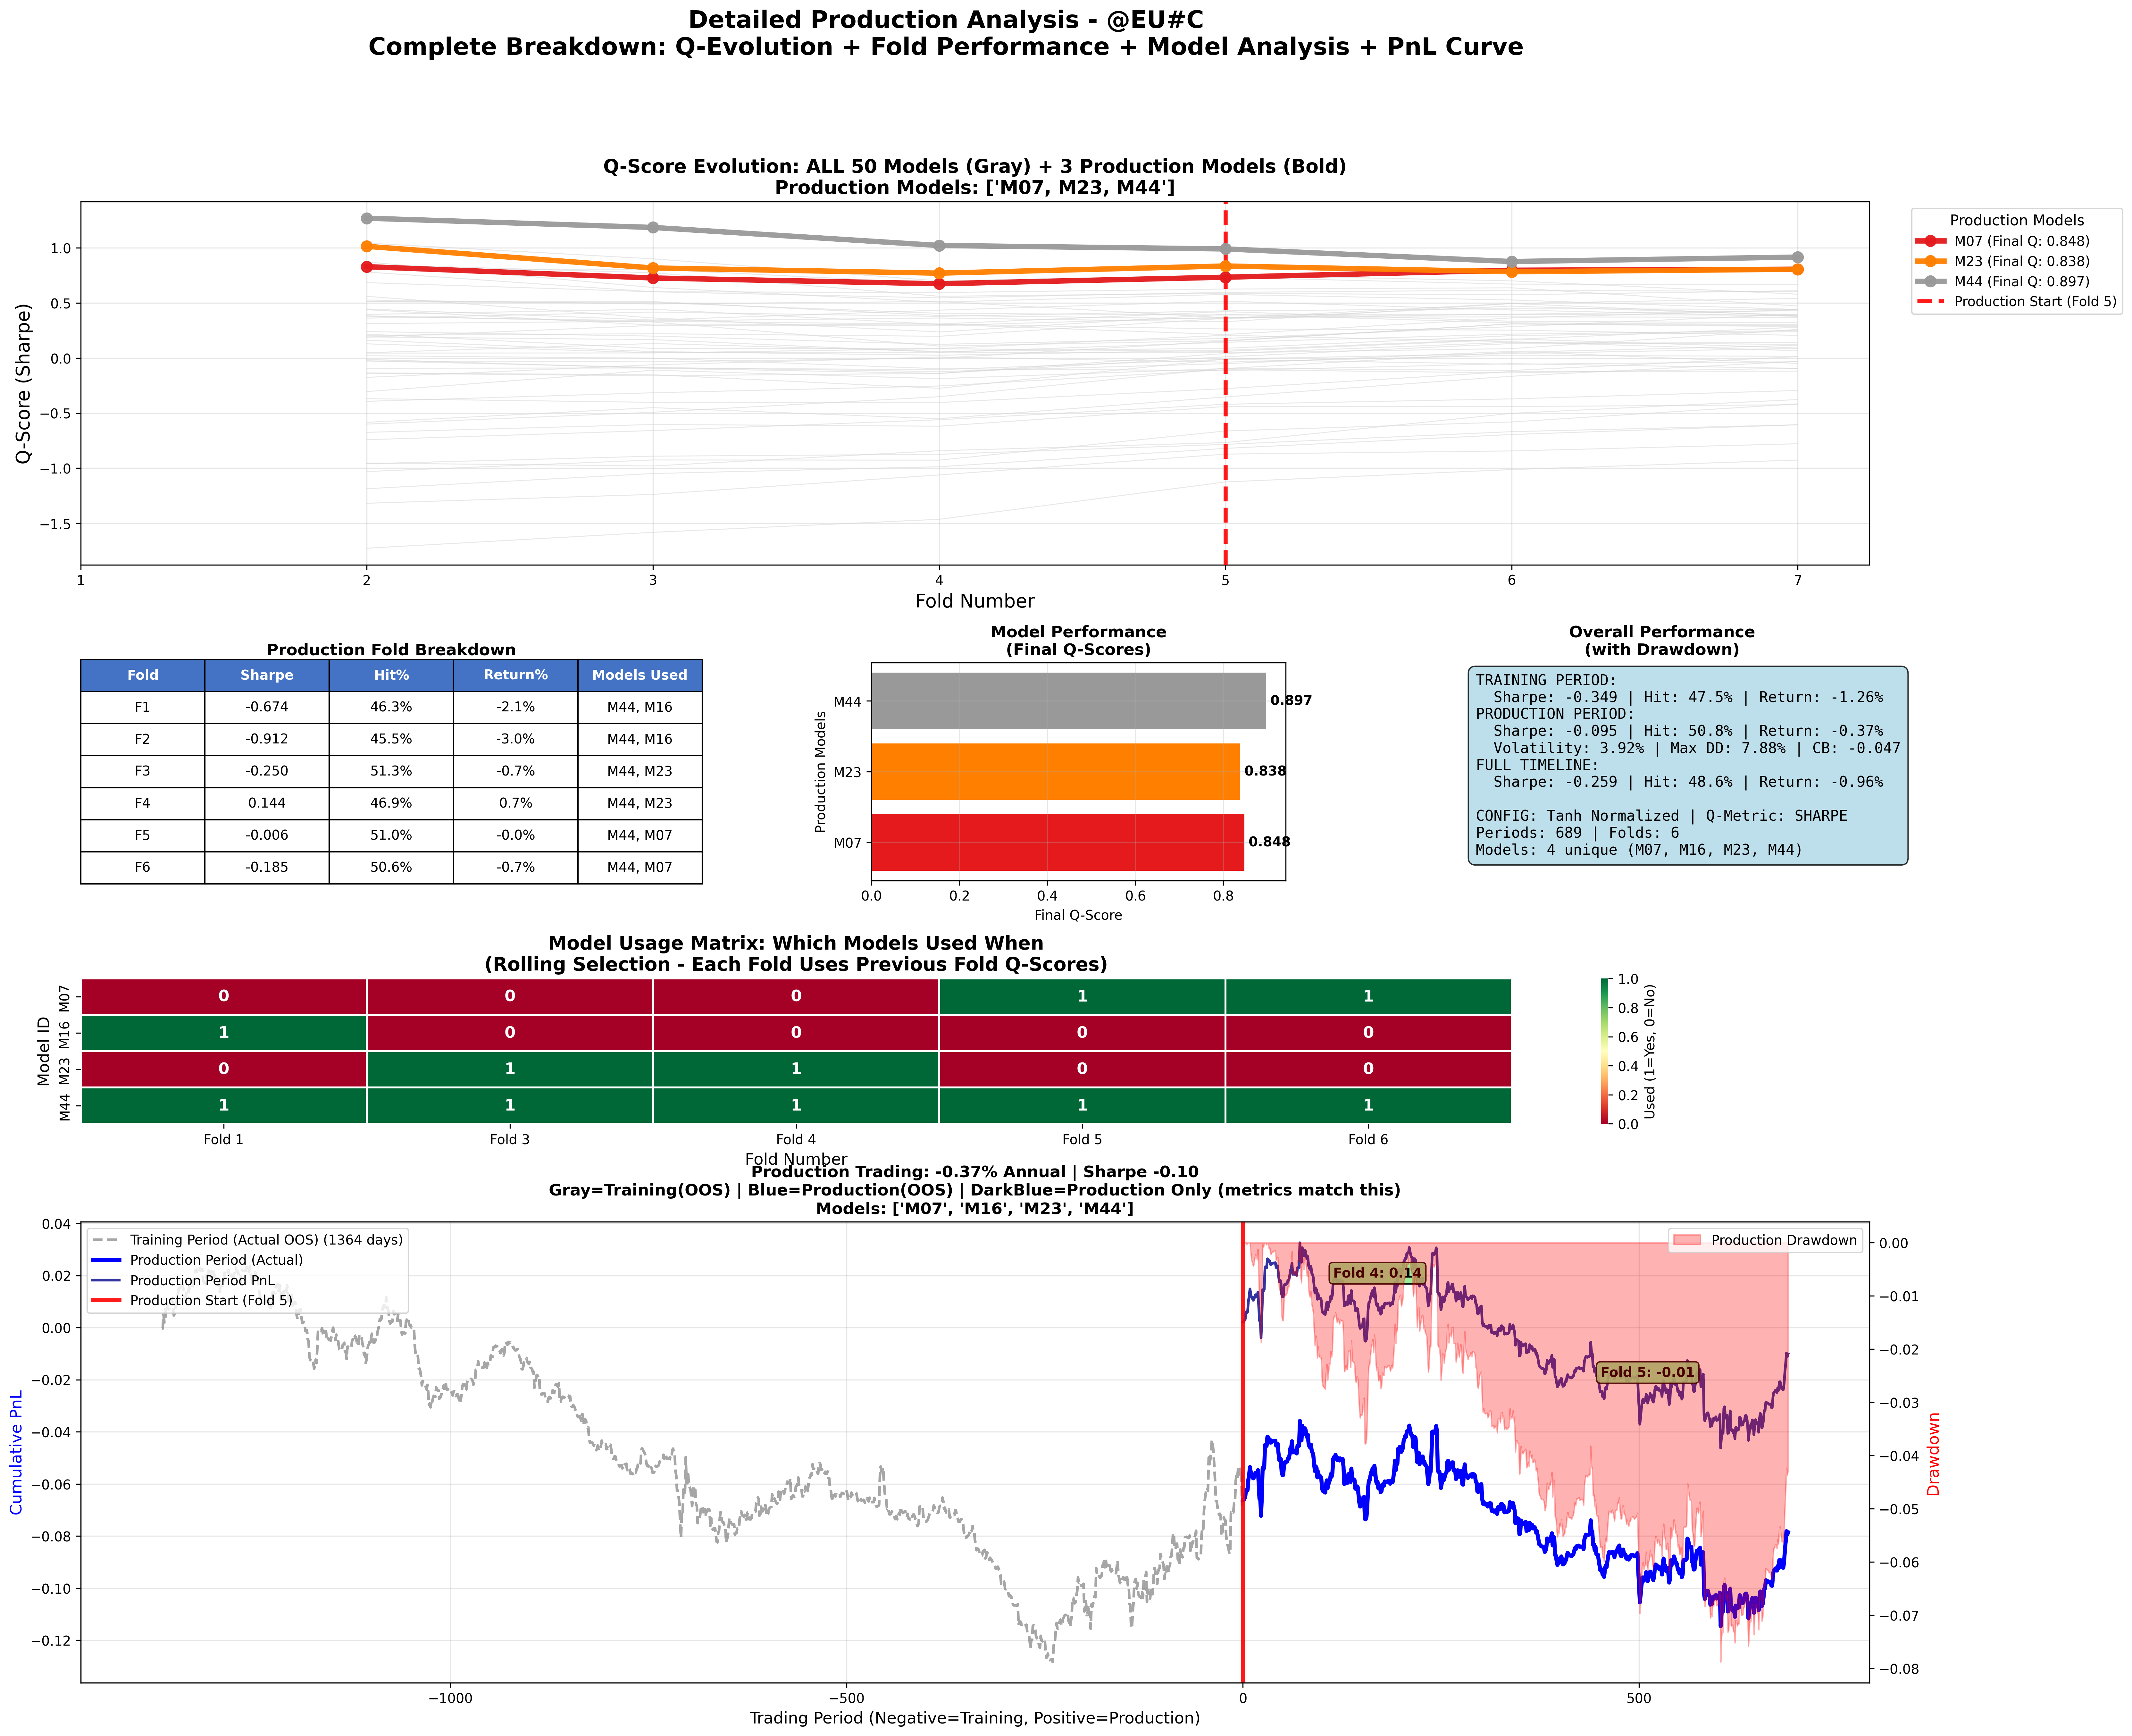 Detailed Production Analysis - @EU#C
Complete Breakdown: Q-Evolution + Fold Performance + Model Analysis + PnL Curve
Q-Score Evolution: ALL 50 Models (Gray) + 3 Production Models (Bold)
Production Models: ['M07, M23, M44']
Q-Score (Sharpe)
1.0
0.5
0.0
−0.5
−1.0
−1.5
1 2 3 4 5 6 7
Fold Number
Production Models
M07 (Final Q: 0.848)
M23 (Final Q: 0.838)
M44 (Final Q: 0.897)
Production Start (Fold 5)
Production Fold Breakdown
Fold Sharpe Hit% Return% Models Used
F1 -0.674 46.3% -2.1% M44, M16
F2 -0.912 45.5% -3.0% M44, M16
F3 -0.250 51.3% -0.7% M44, M23
F4 0.144 46.9% 0.7% M44, M23
F5 -0.006 51.0% -0.0% M44, M07
F6 -0.185 50.6% -0.7% M44, M07
Model Performance
(Final Q-Scores)
Production Models
M44 0.897
M23 0.838
M07 0.848
0.0 0.2 0.4 0.6 0.8
Final Q-Score
Overall Performance
(with Drawdown)
TRAINING PERIOD:
Sharpe: -0.349 | Hit: 47.5% | Return: -1.26%
PRODUCTION PERIOD:
Sharpe: -0.095 | Hit: 50.8% | Return: -0.37%
Volatility: 3.92% | Max DD: 7.88% | CB: -0.047
FULL TIMELINE:
Sharpe: -0.259 | Hit: 48.6% | Return: -0.96%
CONFIG: Tanh Normalized | Q-Metric: SHARPE
Periods: 689 | Folds: 6
Models: 4 unique (M07, M16, M23, M44)
Model Usage Matrix: Which Models Used When
(Rolling Selection - Each Fold Uses Previous Fold Q-Scores)
Model ID
M07 0 0 0 1 1
M16 1 0 0 0 0
M23 0 1 1 0 0
M44 1 1 1 1 1
Fold 1 Fold 3 Fold 4 Fold 5 Fold 6
Fold Number
1.0
0.8
0.6
0.4
0.2
0.0
Used (1=Yes, 0=No)
Production Trading: -0.37% Annual | Sharpe -0.10
Gray=Training(OOS) | Blue=Production(OOS) | DarkBlue=Production Only (metrics match this)
Models: ['M07', 'M16', 'M23', 'M44']
Cumulative PnL
0.04
0.02
0.00
−0.02
−0.04
−0.06
−0.08
−0.10
−0.12
Training Period (Actual OOS) (1364 days)
Production Period (Actual)
Production Period PnL
Production Start (Fold 5)
Production Drawdown
Fold 4: 0.14
Fold 5: -0.01
0.00
−0.01
−0.02
−0.03
−0.04
−0.05
−0.06
−0.07
−0.08
Drawdown
−1000 −500 0 500
Trading Period (Negative=Training, Positive=Production)